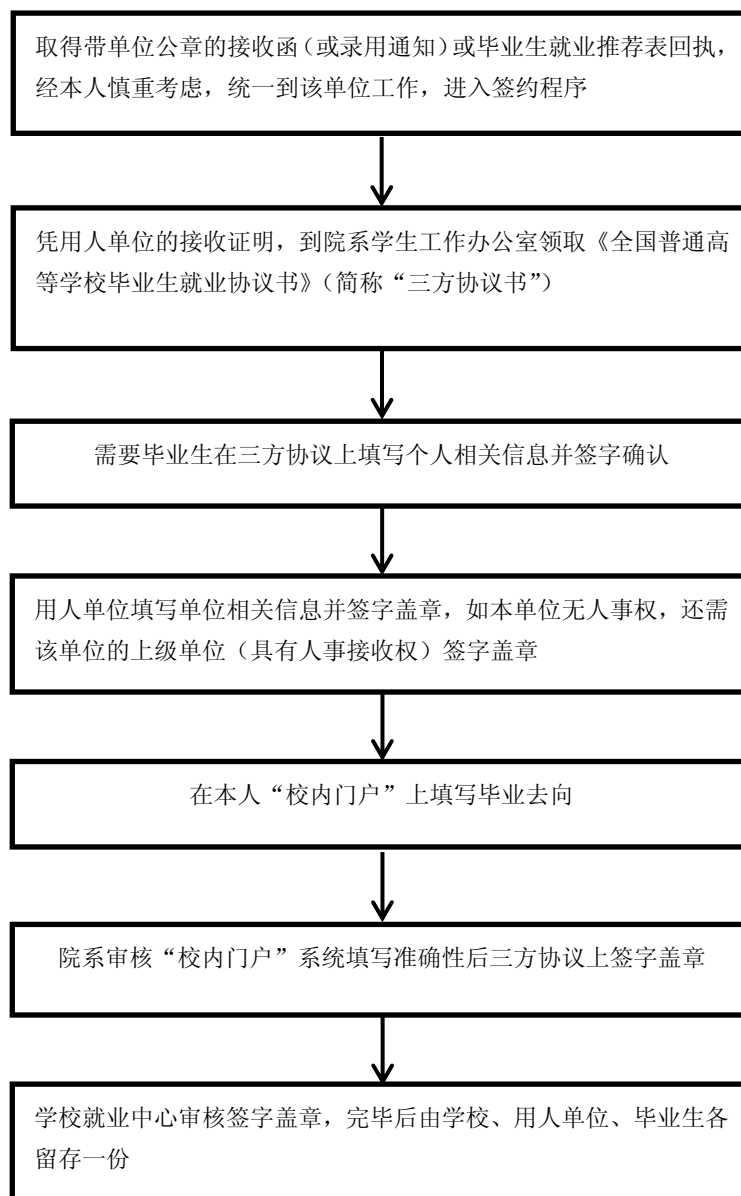 取得带单位公章的接收函（或录用通知）或毕业生就业推荐表回执，
经本人慎重考虑，统一到该单位工作，进入签约程序
凭用人单位的接收证明，到院系学生工作办公室领取《全国普通高
等学校毕业生就业协议书》（简称“三方协议书”）
需要毕业生在三方协议上填写个人相关信息并签字确认
用人单位填写单位相关信息并签字盖章，如本单位无人事权，还需
该单位的上级单位（具有人事接收权）签字盖章
在本人“校内门户”上填写毕业去向
院系审核“校内门户”系统填写准确性后三方协议上签字盖章
学校就业中心审核签字盖章，完毕后由学校、用人单位、毕业生各
留存一份